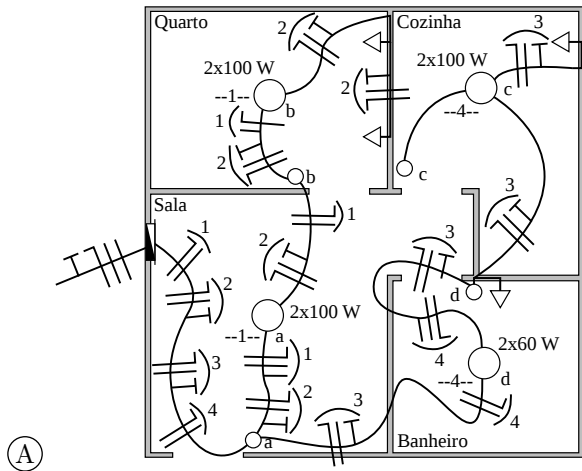 Quarto
Cozinha
2
3
2x100 W
2x100 W
--1--
b
2
c
--4--
1
2
b
c
Sala
3
1
1
2
3
2
d
2x100 W
--1--
a
2x60 W
1
4
3
--4--
d
2
3
4
4
a
Banheiro
A